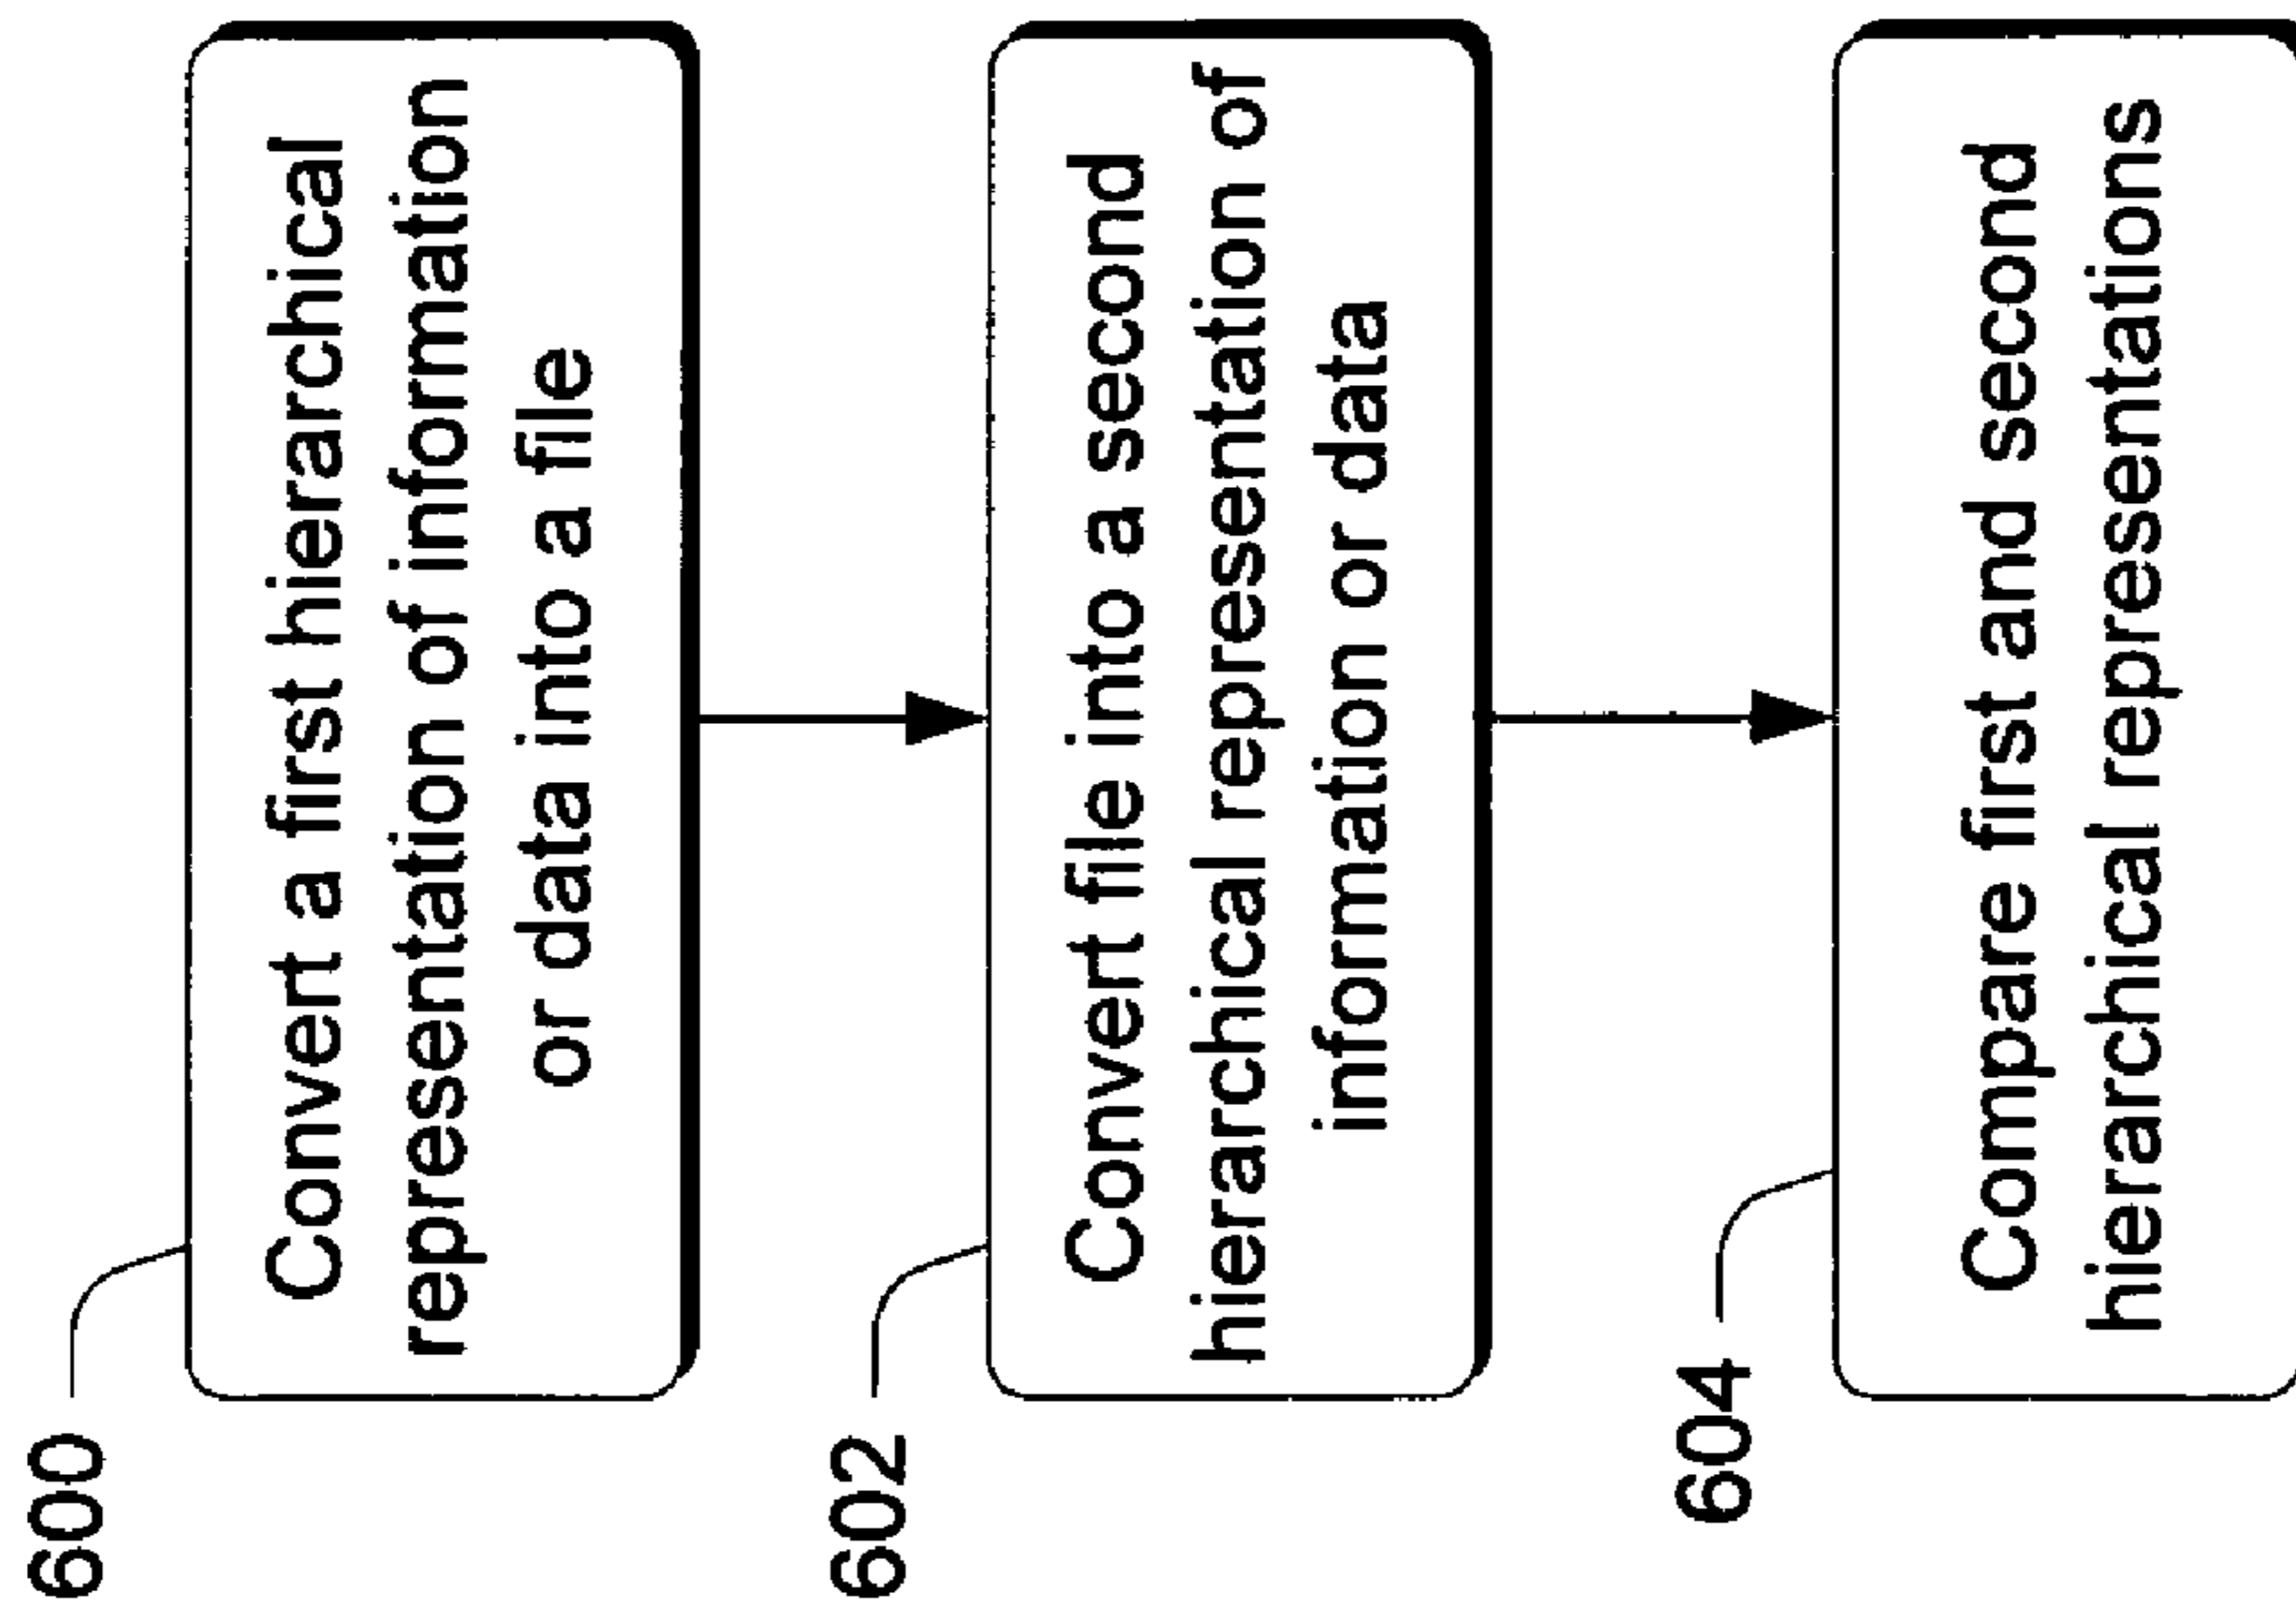 600
Convert a first hierarchical
representation of information
or data into a file
602
Convert file into a second
hierarchical representation of
information or data
604
Compare first and second
hierarchical representations